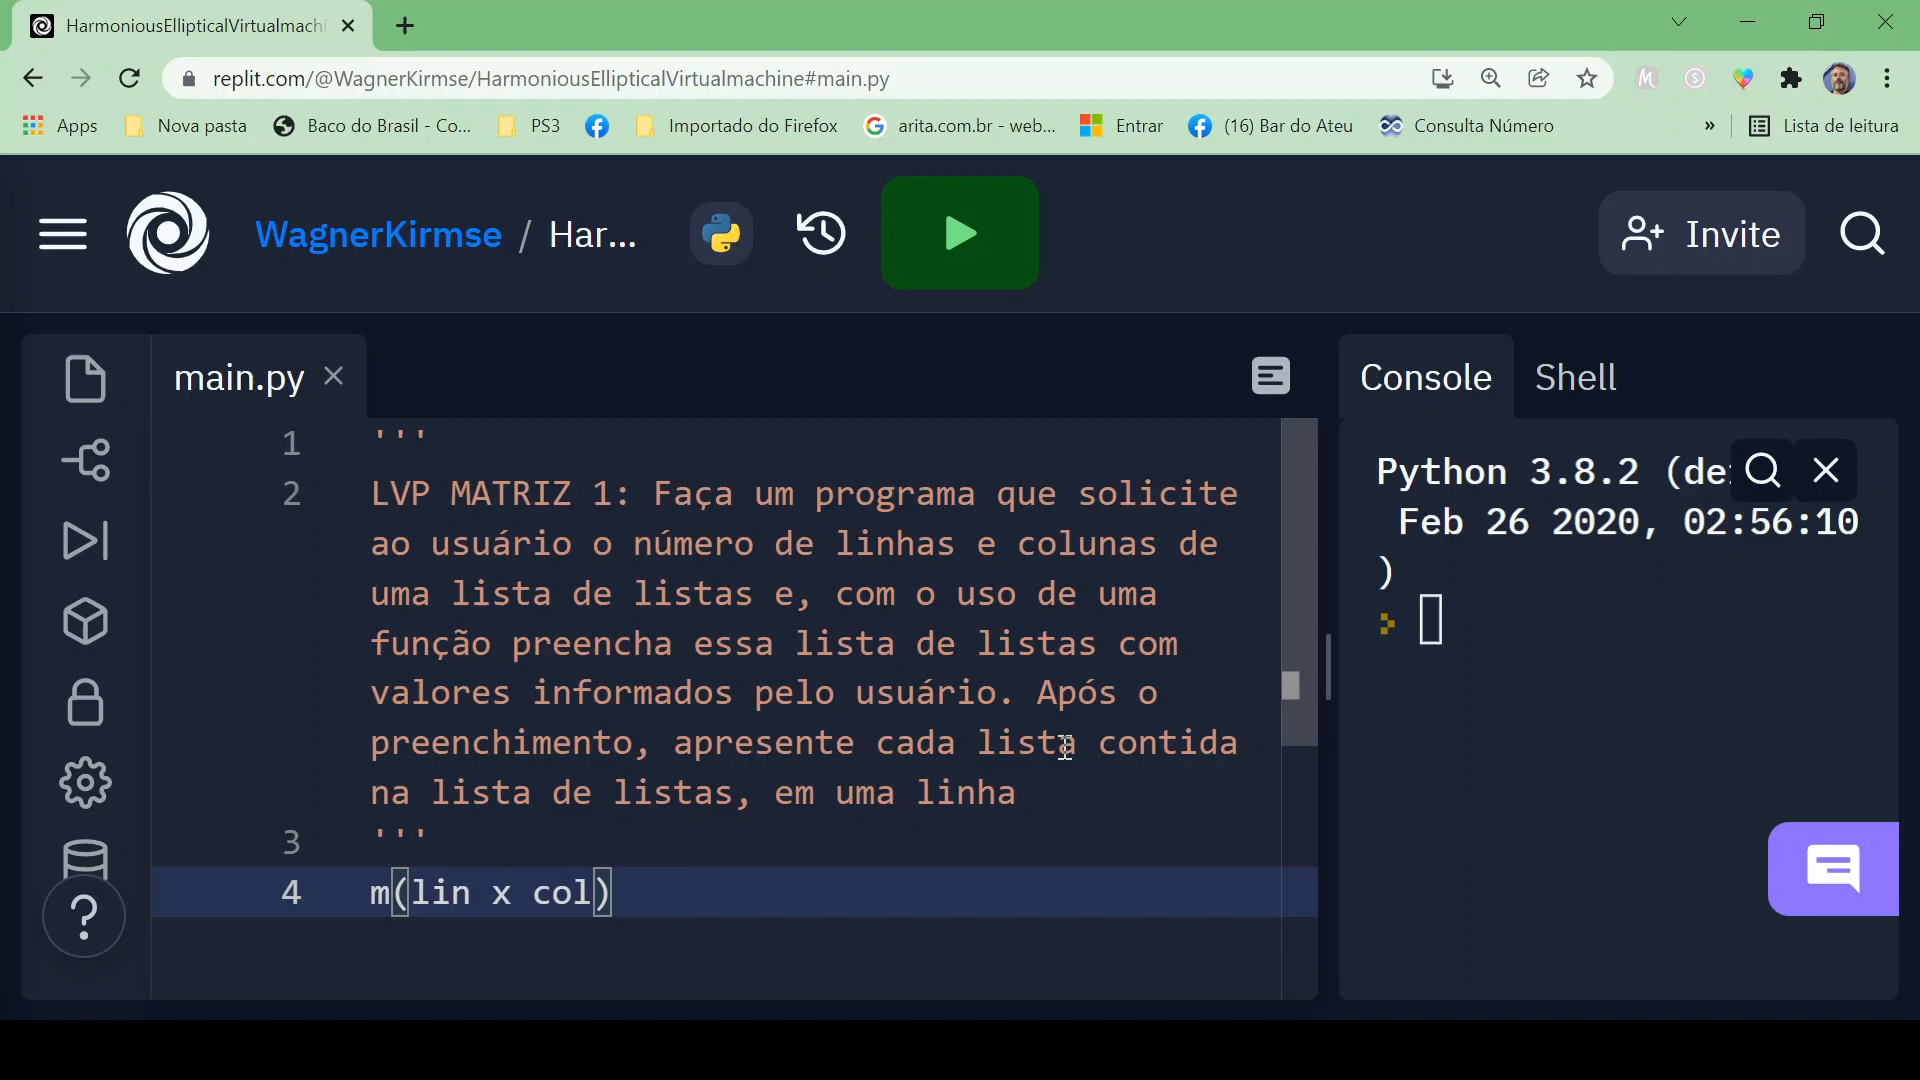 HarmoniousEllipticalVirtualmachi
replit.com/@WagnerKirmse/HarmoniousEllipticalVirtualmachine#main.py
Apps Nova pasta Baco do Brasil - Co... PS3 Importado do Firefox arita.com.br - web... Entrar (16) Bar do Ateu Consulta Número » Lista de leitura
WagnerKirmse / Har... Invite
main.py Console Shell
1 '''
2 LVP MATRIZ 1: Faça um programa que solicite
ao usuário o número de linhas e colunas de
uma lista de listas e, com o uso de uma
função preencha essa lista de listas com
valores informados pelo usuário. Após o
preenchimento, apresente cada lista contida
na lista de listas, em uma linha
3 '''
4 m(lin x col)
Python 3.8.2 (de
Feb 26 2020, 02:56:10
)
?